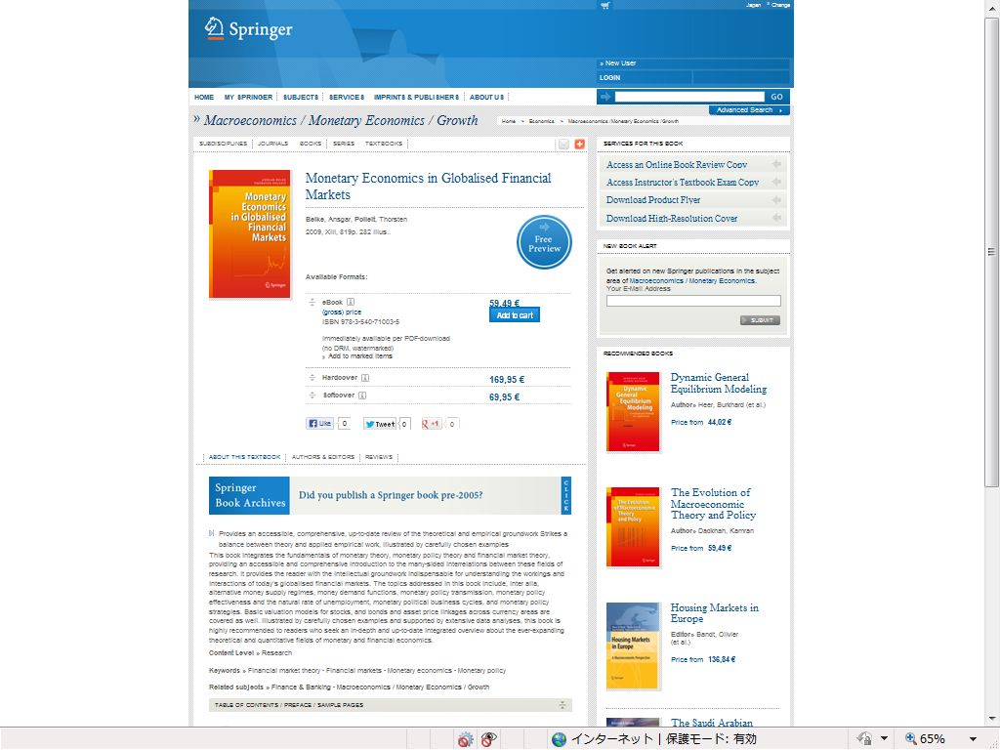 Japan Change
Springer
» New User
LOGIN
HOME MY SPRINGER SUBJECTS SERVICES IMPRINTS & PUBLISHERS ABOUT US
GO
Advanced Search
» Macroeconomics / Monetary Economics / Growth
Home > Economics > Macroeconomics /Monetary Economics /Growth
SUBDISCIPLINES JOURNALS BOOKS SERIES TEXTBOOKS
Monetary
Economics
in Globalised
Financial
Markets
Springer
Monetary Economics in Globalised Financial
Markets
Belke, Ansgar, Polleit, Thorsten
2009, XIII, 819p. 282 illus..
Free
Preview
Available Formats:
eBook
(gross) price
ISBN 978-3-540-71003-5
59,49 €
Add to cart
Immediately available per PDF-download
(no DRM, watermarked)
» Add to marked items
Hardcover 169,95 €
Softcover 69,95 €
Like 0 Tweet 0 +1 0
ABOUT THIS TEXTBOOK AUTHORS & EDITORS REVIEWS
Springer
Book Archives
Did you publish a Springer book pre-2005?
CLICK
Provides an accessible, comprehensive, up-to-date review of the theoretical and empirical groundwork Strikes a
balance between theory and applied empirical work, illustrated by carefully chosen examples
This book integrates the fundamentals of monetary theory, monetary policy theory and financial market theory,
providing an accessible and comprehensive introduction to the many-sided interrelations between these fields of
research. It provides the reader with the intellectual groundwork indispensable for understanding the workings and
interactions of today's globalised financial markets. The topics addressed in this book include, inter alia,
alternative money supply regimes, money demand functions, monetary policy transmission, monetary policy
effectiveness and the natural rate of unemployment, monetary political business cycles, and monetary policy
strategies. Basic valuation models for stocks, and bonds and asset price linkages across currency areas are
covered as well. Illustrated by carefully chosen examples and supported by extensive data analyses, this book is
highly recommended to readers who seek an in-depth and up-to-date integrated overview about the ever-expanding
theoretical and quantitative fields of monetary and financial economics.
Content Level » Research
Keywords » Financial market theory - Financial markets - Monetary economics - Monetary policy
Related subjects » Finance & Banking - Macroeconomics / Monetary Economics / Growth
TABLE OF CONTENTS / PREFACE / SAMPLE PAGES
SERVICES FOR THIS BOOK
Access an Online Book Review Copy
Access Instructor's Textbook Exam Copy
Download Product Flyer
Download High-Resolution Cover
NEW BOOK ALERT
Get alerted on new Springer publications in the subject
area of Macroeconomics / Monetary Economics.
Your E-Mail Address
SUBMIT
RECOMMENDED BOOKS
Dynamic
General
Equilibrium
Modeling
Dynamic General
Equilibrium Modeling
Author» Heer, Burkhard (et al.)
Price from 44,02 €
The Evolution
of Macroeconomic
Theory
and Policy
The Evolution of
Macroeconomic
Theory and Policy
Author» Dadkhah, Kamran
Price from 59,49 €
Housing Markets
in Europe
A Macroeconomic Perspective
Housing Markets in
Europe
Editor» Bandt, Olivier
(et al.)
Price from 136,84 €
The Saudi Arabian
インターネット | 保護モード: 有効
65%